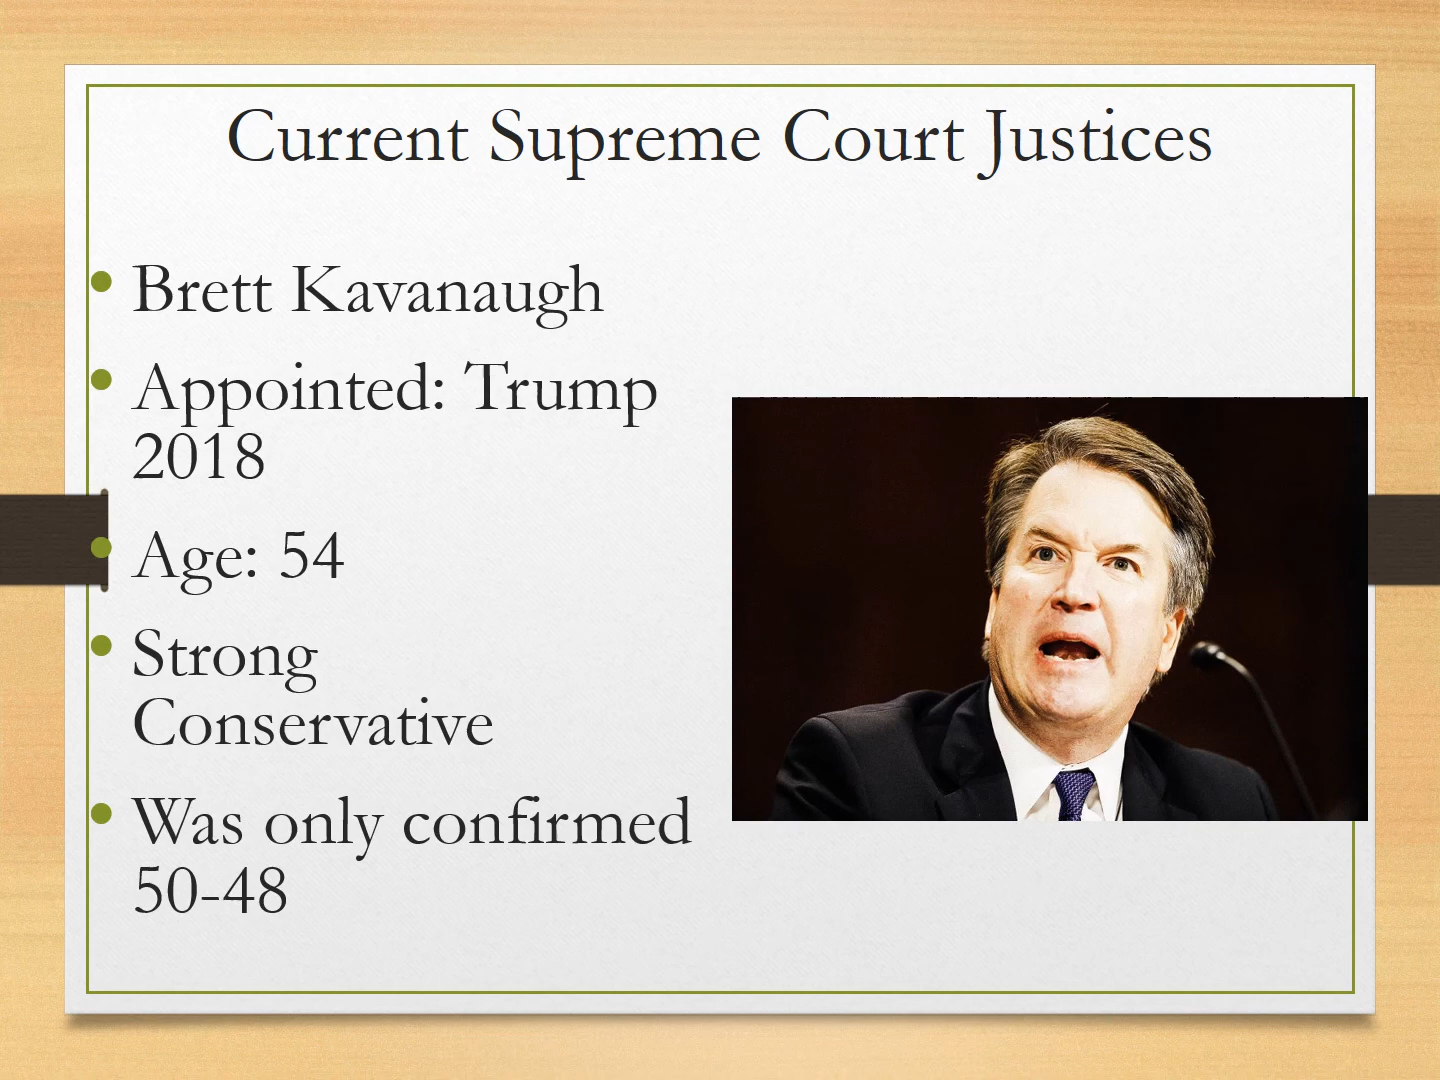 Current Supreme Court Justices
• Brett Kavanaugh
• Appointed: Trump
2018
• Age: 54
• Strong
Conservative
• Was only confirmed
50-48